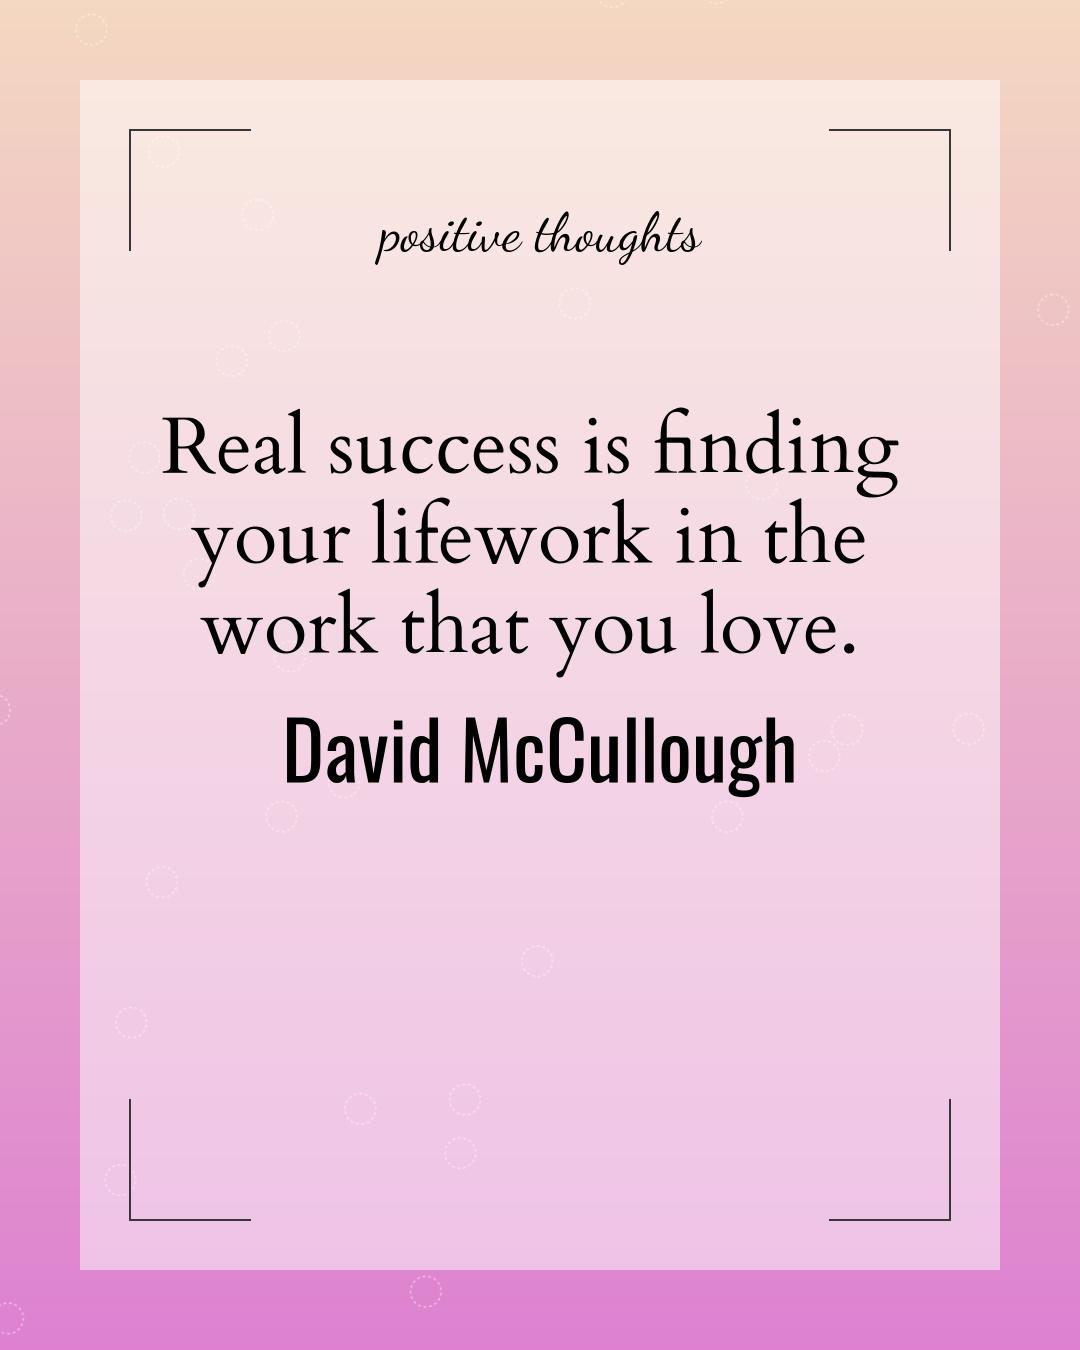 positive thoughts
Real success is finding
your lifework in the
work that you love.
David McCullough